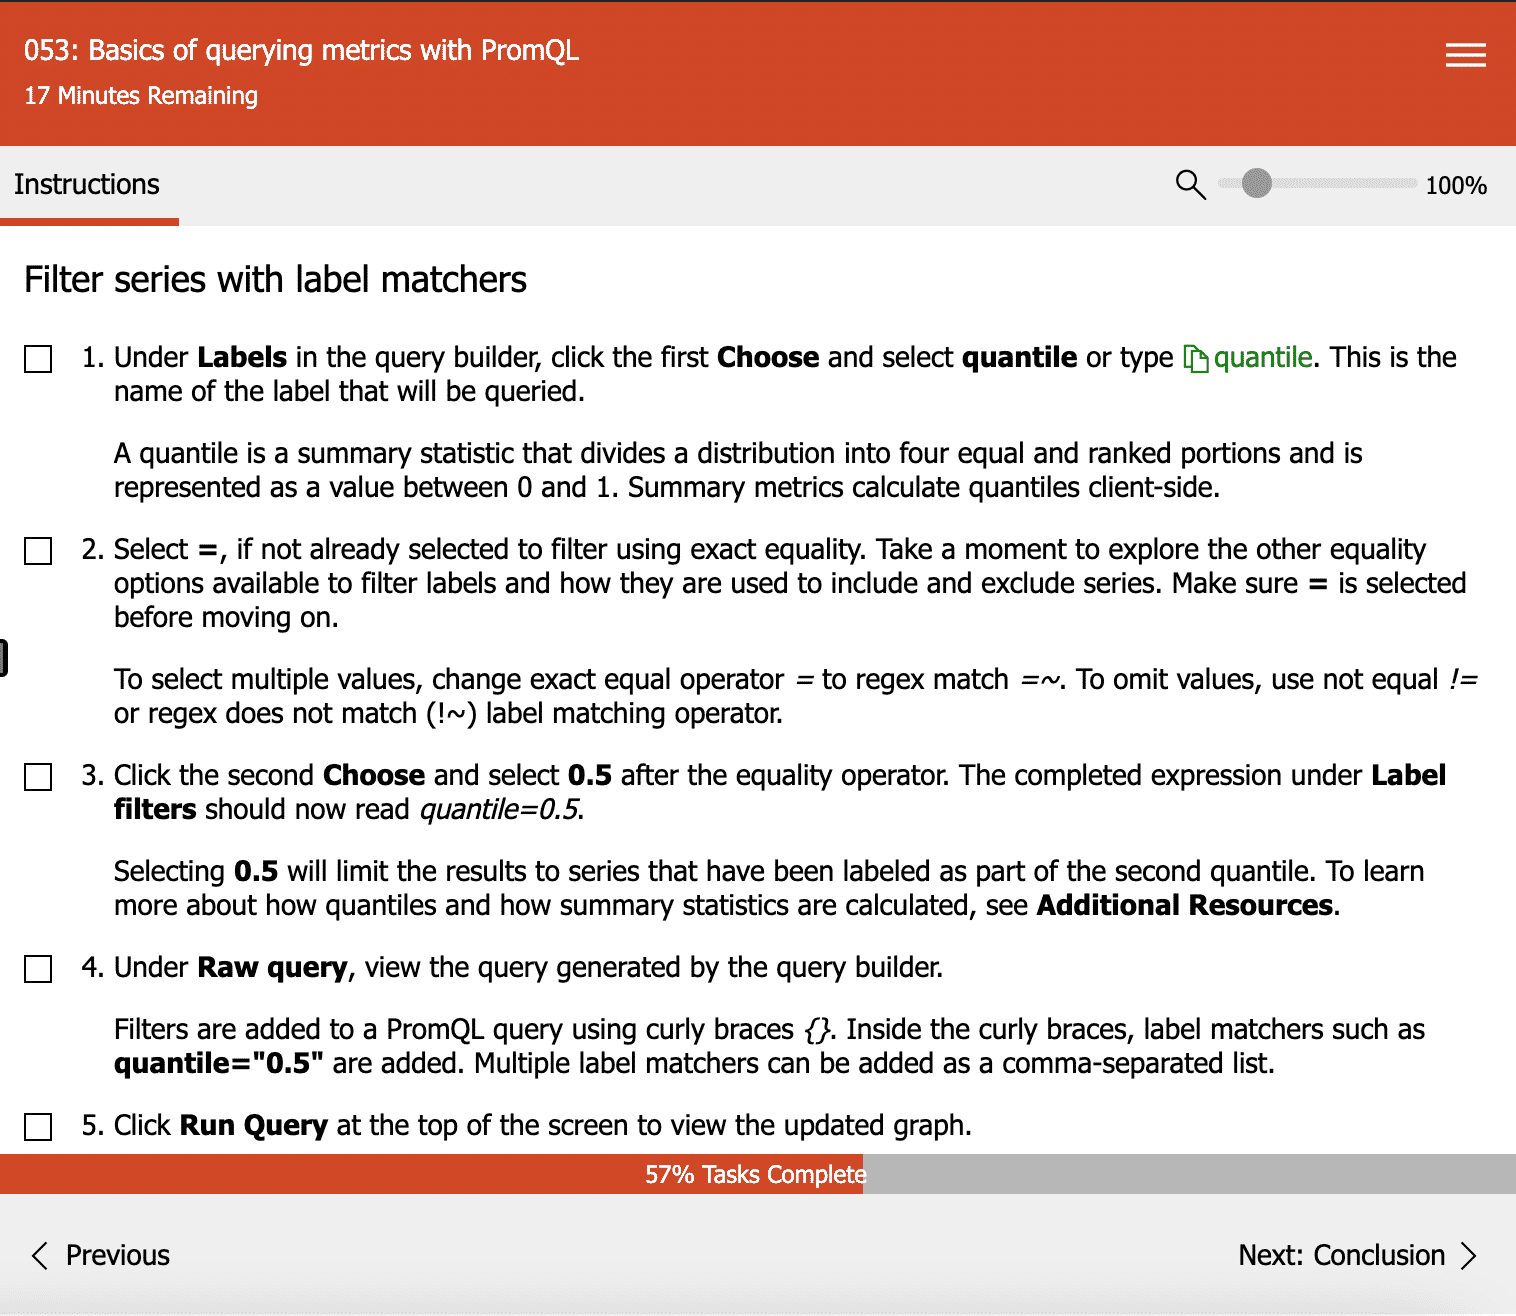 053: Basics of querying metrics with PromQL
17 Minutes Remaining
Instructions
100%
Filter series with label matchers
1. Under Labels in the query builder, click the first Choose and select quantile or type quantile. This is the
name of the label that will be queried.
A quantile is a summary statistic that divides a distribution into four equal and ranked portions and is
represented as a value between 0 and 1. Summary metrics calculate quantiles client-side.
2. Select =, if not already selected to filter using exact equality. Take a moment to explore the other equality
options available to filter labels and how they are used to include and exclude series. Make sure = is selected
before moving on.
To select multiple values, change exact equal operator = to regex match =~. To omit values, use not equal !=
or regex does not match (!~) label matching operator.
3. Click the second Choose and select 0.5 after the equality operator. The completed expression under Label
filters should now read quantile=0.5.
Selecting 0.5 will limit the results to series that have been labeled as part of the second quantile. To learn
more about how quantiles and how summary statistics are calculated, see Additional Resources.
4. Under Raw query, view the query generated by the query builder.
Filters are added to a PromQL query using curly braces {}. Inside the curly braces, label matchers such as
quantile="0.5" are added. Multiple label matchers can be added as a comma-separated list.
5. Click Run Query at the top of the screen to view the updated graph.
57% Tasks Complete
Previous
Next: Conclusion